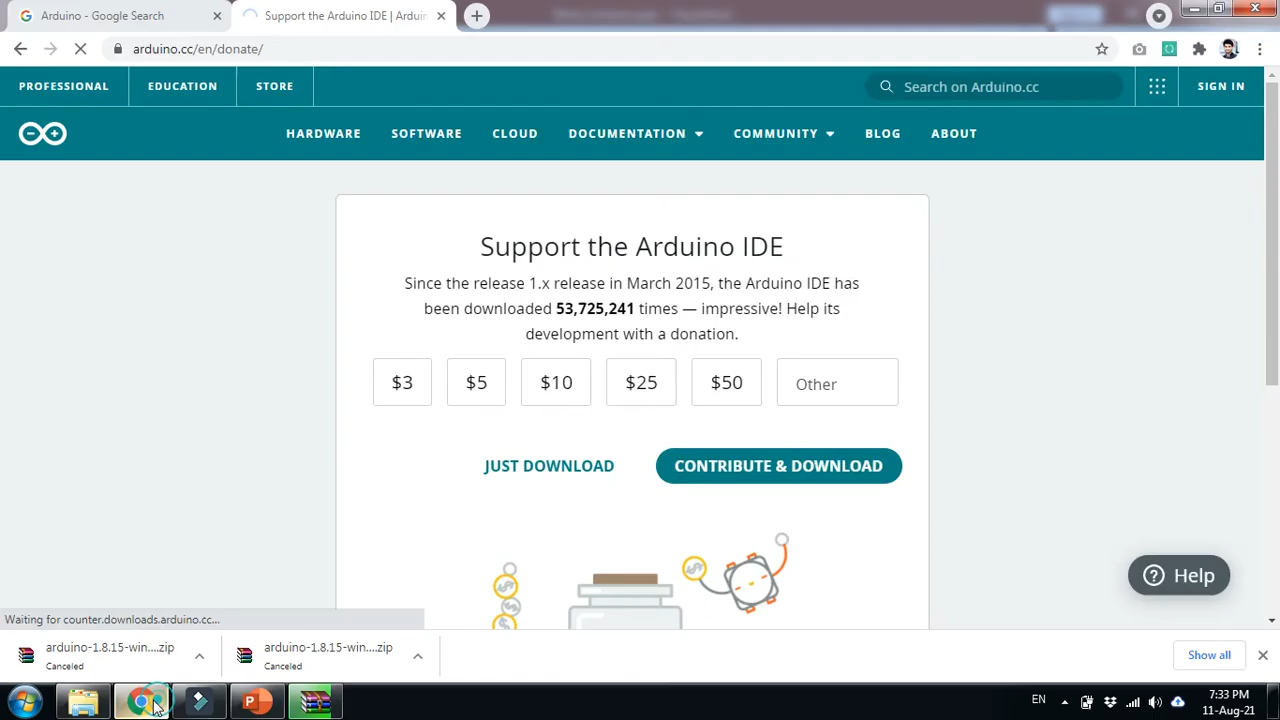 Arduino - Google Search
Support the Arduino IDE | Arduin
arduino.cc/en/donate/
PROFESSIONAL
EDUCATION
STORE
Search on Arduino.cc
SIGN IN
HARDWARE
SOFTWARE
CLOUD
DOCUMENTATION
COMMUNITY
BLOG
ABOUT
Support the Arduino IDE
Since the release 1.x release in March 2015, the Arduino IDE has
been downloaded 53,725,241 times — impressive! Help its
development with a donation.
$3
$5
$10
$25
$50
Other
JUST DOWNLOAD
CONTRIBUTE & DOWNLOAD
Help
Waiting for counter.downloads.arduino.cc...
arduino-1.8.15-win....zip
Canceled
arduino-1.8.15-win....zip
Canceled
Show all
EN
7:33 PM
11-Aug-21